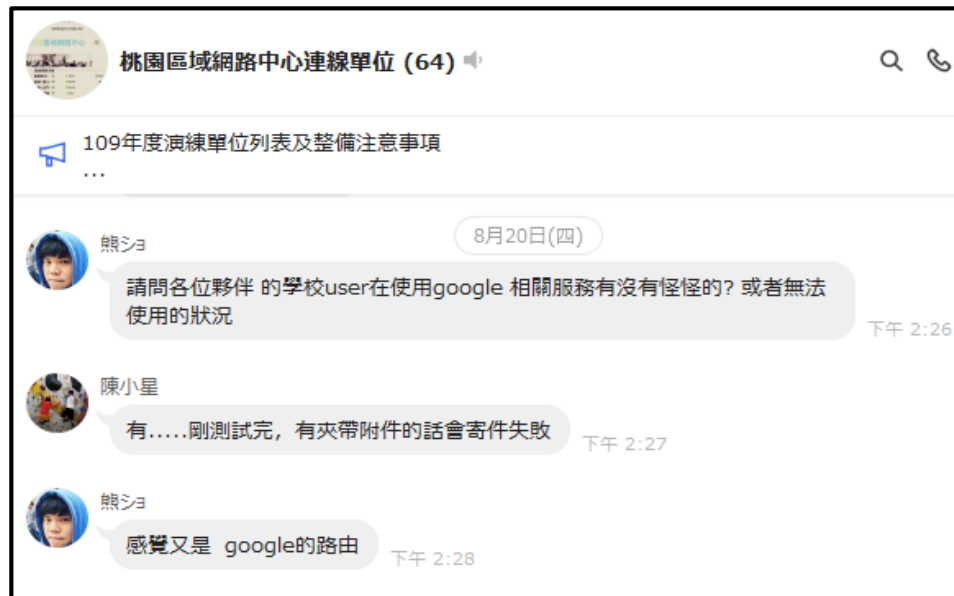 桃園區域網路中心連線單位 (64)
109年度演練單位列表及整備注意事項
...
8月20日(四)
熊ショ
請問各位夥伴 的學校user在使用google 相關服務有沒有怪怪的? 或者無法
使用的狀況
下午 2:26
陳小星
有.....剛測試完，有夾帶附件的話會寄件失敗
下午 2:27
熊ショ
感覺又是 google的路由
下午 2:28